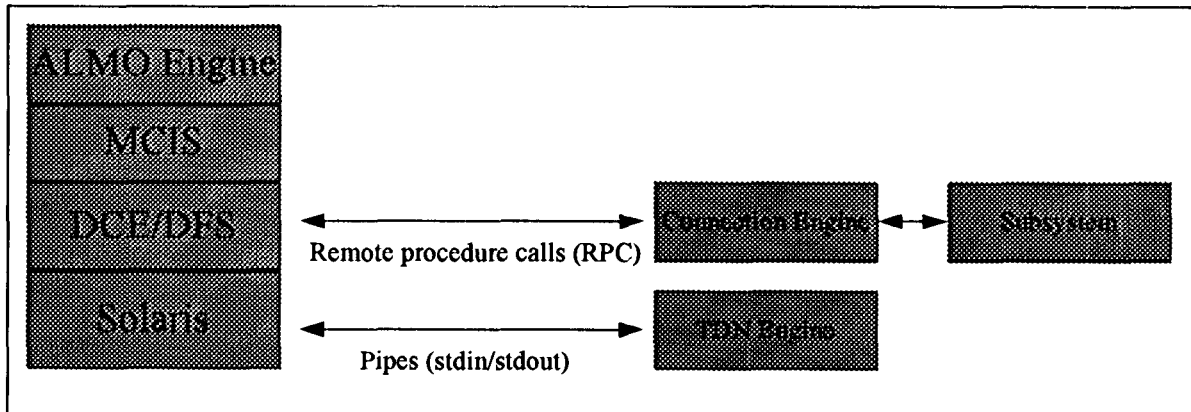 ALMO Engine
MCIS
DCE/DFS
Remote procedure calls (RPC)
Connection Engine
Subsystem
Solaris
Pipes (stdin/stdout)
TDN Engine